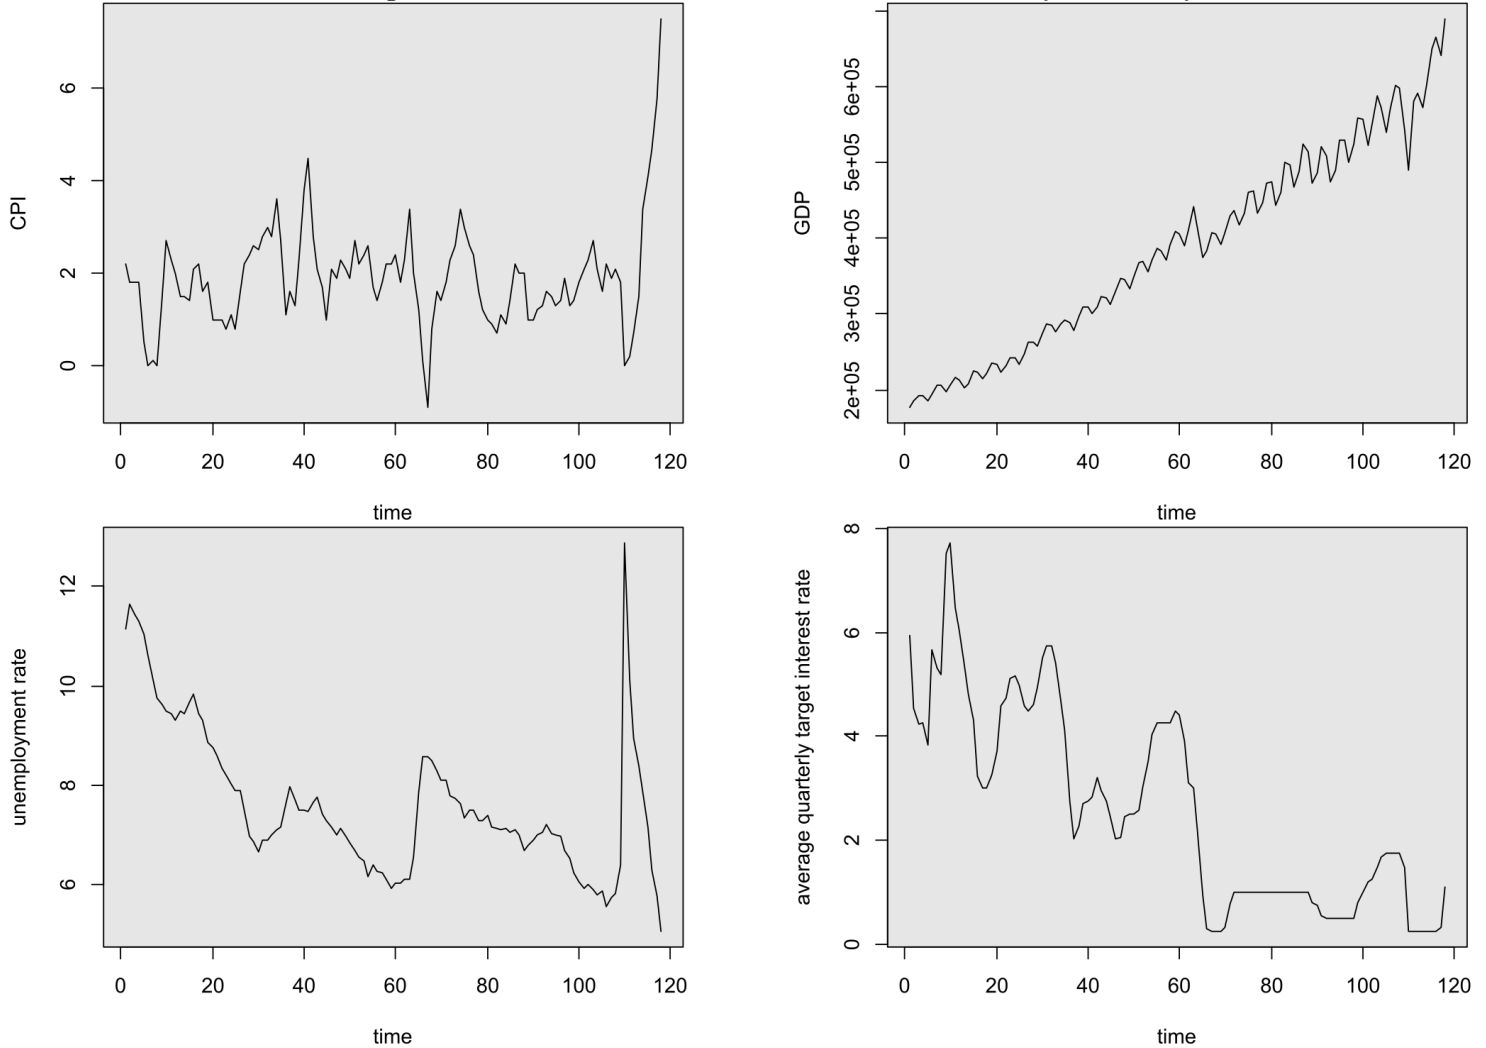 CPI
0 2 4 6
0 20 40 60 80 100 120
time
GDP
2e+05 3e+05 4e+05 5e+05 6e+05
0 20 40 60 80 100 120
time
unemployment rate
6 8 10 12
0 20 40 60 80 100 120
time
average quarterly target interest rate
0 2 4 6 8
0 20 40 60 80 100 120
time